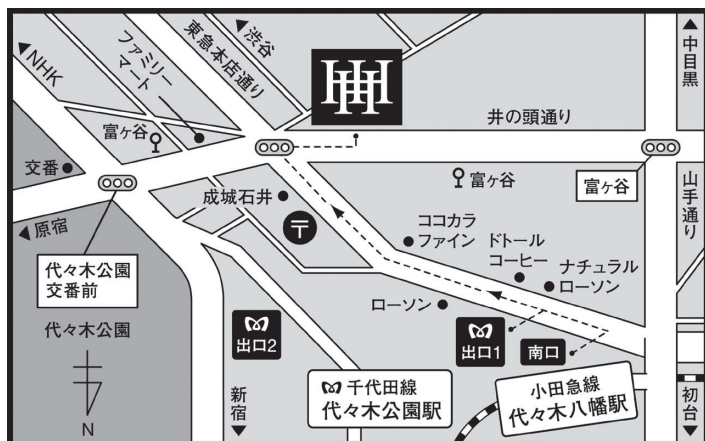 NHK
ファミリー
マート
東急本店通り
渋谷
HH
井の頭通り
中目黒
富ヶ谷
交番
原宿
成城石井
〒
富ヶ谷
富ヶ谷
山手通り
代々木公園
交番前
代々木公園
N
ココカラ
ファイン
ドトール
コーヒー
ナチュラル
ローソン
ローソン
出口2
出口1
南口
新宿
千代田線
代々木公園駅
小田急線
代々木八幡駅
初台